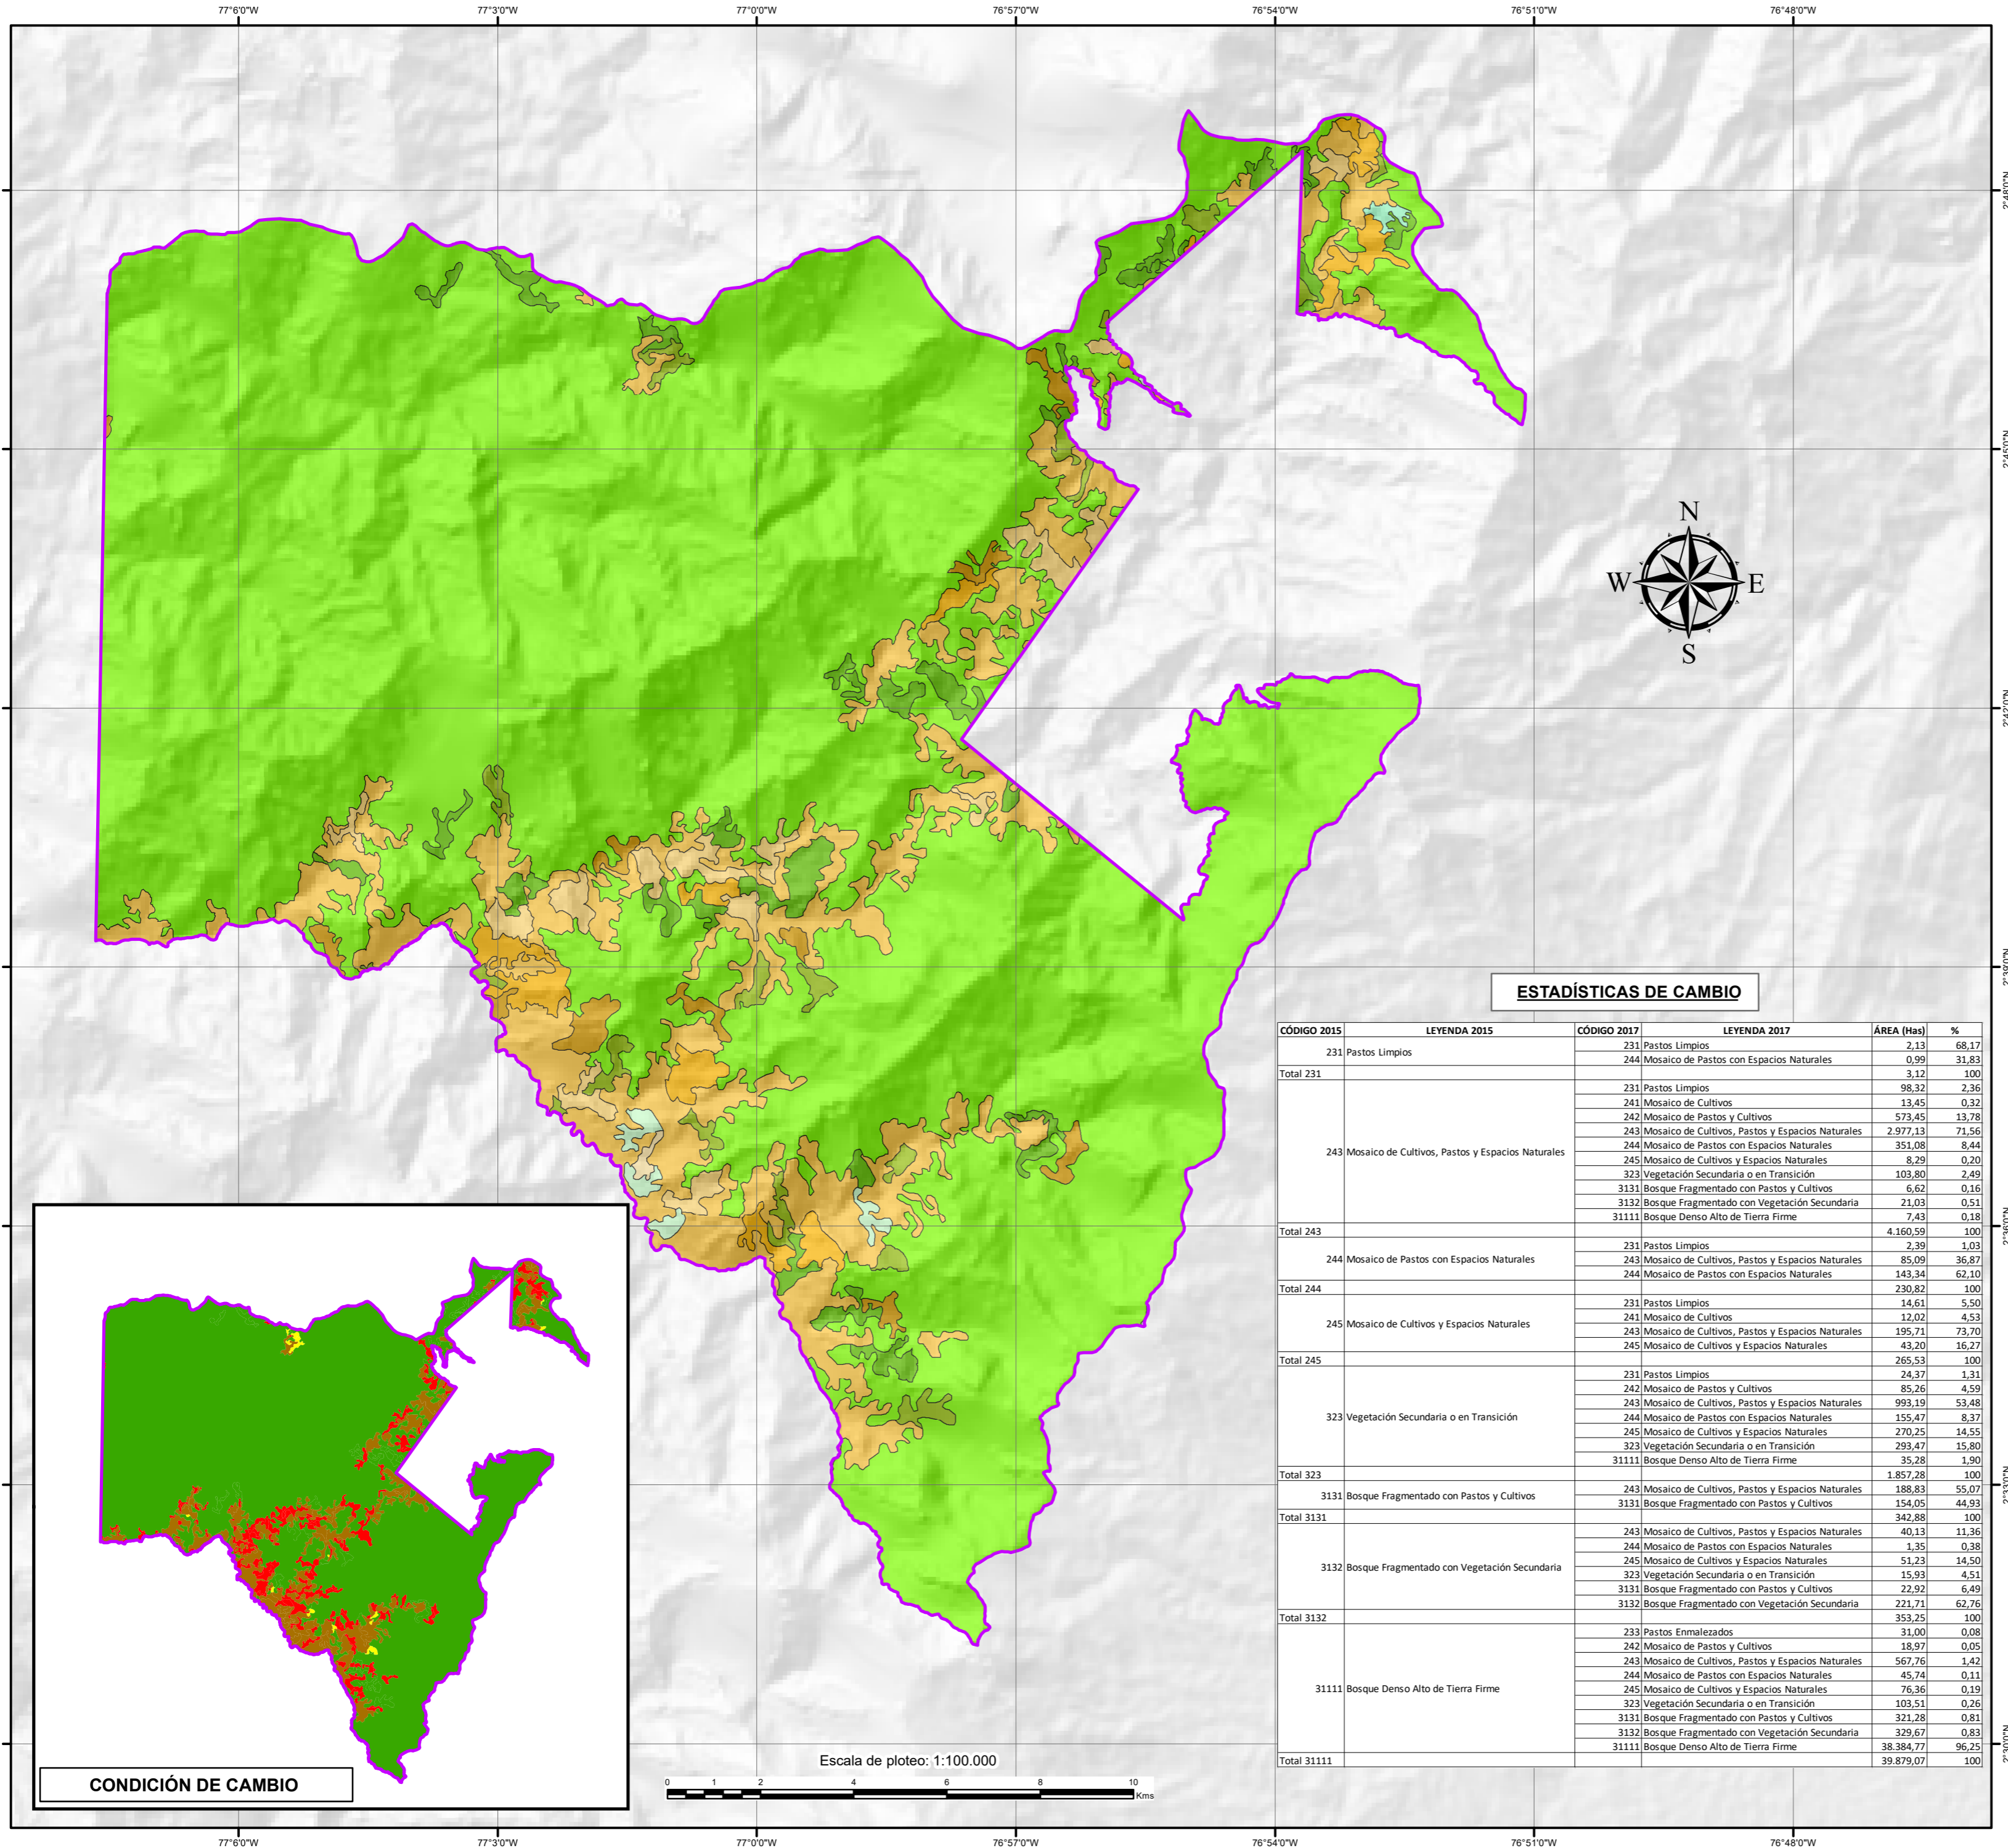 77°6'0"W 77°3'0"W 77°0'0"W 76°57'0"W 76°54'0"W 76°51'0"W 76°48'0"W
2°48'0"N
2°45'0"N
N
W E
S
2°42'0"N
2°39'0"N
ESTADÍSTICAS DE CAMBIO
CÓDIGO 2015 LEYENDA 2015 CÓDIGO 2017 LEYENDA 2017 ÁREA (Has) %
231 Pastos Limpios 231 Pastos Limpios 2,13 68,17
244 Mosaico de Pastos con Espacios Naturales 0,99 31,83
Total 231 3,12 100
243 Mosaico de Cultivos, Pastos y Espacios Naturales 231 Pastos Limpios 98,32 2,36
241 Mosaico de Cultivos 13,45 0,32
242 Mosaico de Pastos y Cultivos 573,45 13,78
243 Mosaico de Cultivos, Pastos y Espacios Naturales 2.977,13 71,56
244 Mosaico de Pastos con Espacios Naturales 351,08 8,44
245 Mosaico de Cultivos y Espacios Naturales 8,29 0,20
323 Vegetación Secundaria o en Transición 103,80 2,49
3131 Bosque Fragmentado con Pastos y Cultivos 6,62 0,16
3132 Bosque Fragmentado con Vegetación Secundaria 21,03 0,51
31111 Bosque Denso Alto de Tierra Firme 7,43 0,18
Total 243 4.160,59 100
2°36'0"N
244 Mosaico de Pastos con Espacios Naturales 231 Pastos Limpios 2,39 1,03
243 Mosaico de Cultivos, Pastos y Espacios Naturales 85,09 36,87
244 Mosaico de Pastos con Espacios Naturales 143,34 62,10
Total 244 230,82 100
245 Mosaico de Cultivos y Espacios Naturales 231 Pastos Limpios 14,61 5,50
241 Mosaico de Cultivos 12,02 4,53
243 Mosaico de Cultivos, Pastos y Espacios Naturales 195,71 73,70
245 Mosaico de Cultivos y Espacios Naturales 43,20 16,27
Total 245 265,53 100
323 Vegetación Secundaria o en Transición 231 Pastos Limpios 24,37 1,31
242 Mosaico de Pastos y Cultivos 85,26 4,59
243 Mosaico de Cultivos, Pastos y Espacios Naturales 993,19 53,48
244 Mosaico de Pastos con Espacios Naturales 155,47 8,37
245 Mosaico de Cultivos y Espacios Naturales 270,25 14,55
323 Vegetación Secundaria o en Transición 293,47 15,80
31111 Bosque Denso Alto de Tierra Firme 35,28 1,90
Total 323 1.857,28 100
2°33'0"N
3131 Bosque Fragmentado con Pastos y Cultivos 243 Mosaico de Cultivos, Pastos y Espacios Naturales 188,83 55,07
3131 Bosque Fragmentado con Pastos y Cultivos 154,05 44,93
Total 3131 342,88 100
3132 Bosque Fragmentado con Vegetación Secundaria 243 Mosaico de Cultivos, Pastos y Espacios Naturales 40,13 11,36
244 Mosaico de Pastos con Espacios Naturales 1,35 0,38
245 Mosaico de Cultivos y Espacios Naturales 51,23 14,50
323 Vegetación Secundaria o en Transición 15,93 4,51
3131 Bosque Fragmentado con Pastos y Cultivos 22,92 6,49
3132 Bosque Fragmentado con Vegetación Secundaria 221,71 62,76
Total 3132 353,25 100
31111 Bosque Denso Alto de Tierra Firme 233 Pastos Enmalezados 31,00 0,08
242 Mosaico de Pastos y Cultivos 18,97 0,05
243 Mosaico de Cultivos, Pastos y Espacios Naturales 567,76 1,42
244 Mosaico de Pastos con Espacios Naturales 45,74 0,11
245 Mosaico de Cultivos y Espacios Naturales 76,36 0,19
323 Vegetación Secundaria o en Transición 103,51 0,26
3131 Bosque Fragmentado con Pastos y Cultivos 321,28 0,81
3132 Bosque Fragmentado con Vegetación Secundaria 329,67 0,83
31111 Bosque Denso Alto de Tierra Firme 38.384,77 96,25
Total 31111 39.879,07 100
2°30'0"N
CONDICIÓN DE CAMBIO
Escala de ploteo: 1:100.000
0 1 2 4 6 8 10
Kms
77°6'0"W 77°3'0"W 77°0'0"W 76°57'0"W 76°54'0"W 76°51'0"W 76°48'0"W